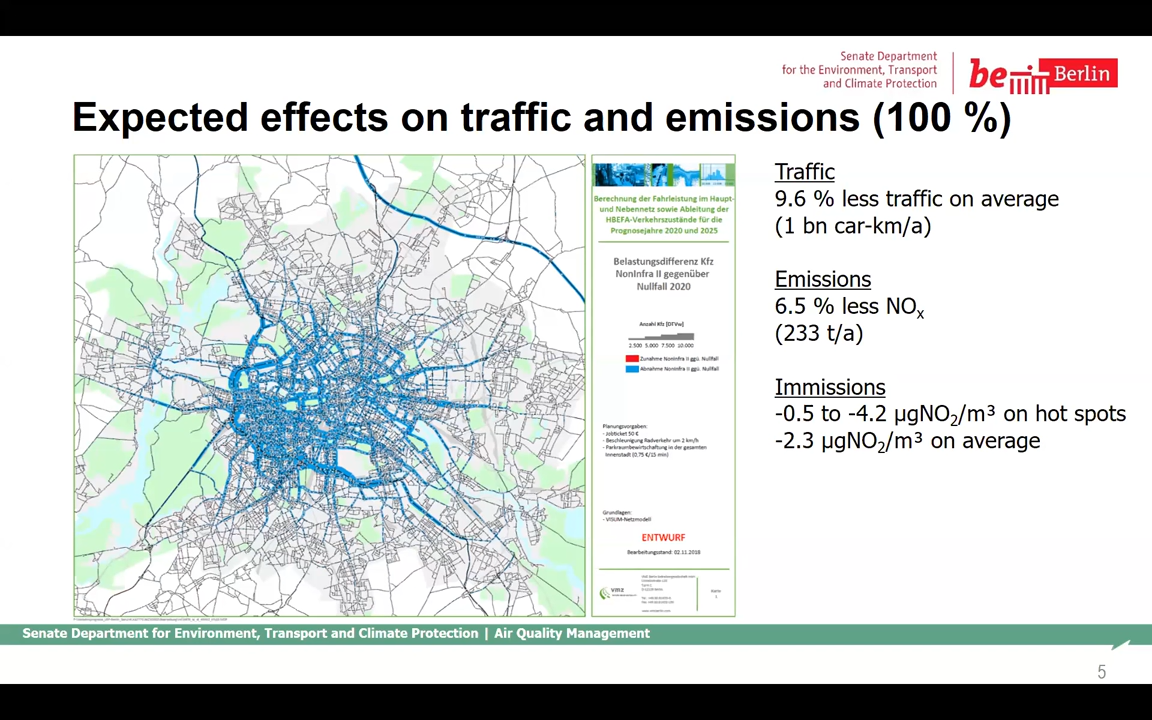 Senate Department
for the Environment, Transport
and Climate Protection
be Berlin
Expected effects on traffic and emissions (100 %)
Berechnung der Fahrleistung im Haupt-
und Nebennetz sowie Ableitung der
HBEFA-Verkehrszustände für die
Prognosejahre 2020 und 2025
Belastungsdifferenz Kfz
NonInfra II gegenüber
Nullfall 2020
Anzahl Kfz [DTVw]
2.500 5.000 7.500 10.000
Zunahme NonInfra II ggü. Nullfall
Abnahme NonInfra II ggü. Nullfall
Planungsvorgaben:
- Jobticket 50 €
- Beschleunigung Radverkehr um 2 km/h
- Parkraumbewirtschaftung in der gesamten
Innenstadt (0,75 €/15 min)
Grundlagen:
- VISUM-Netzmodell
ENTWURF
Bearbeitungsstand: 02.11.2018
vmz
Traffic
9.6 % less traffic on average
(1 bn car-km/a)
Emissions
6.5 % less NOx
(233 t/a)
Immissions
-0.5 to -4.2 µgNO2/m³ on hot spots
-2.3 µgNO2/m³ on average
Senate Department for Environment, Transport and Climate Protection | Air Quality Management
5